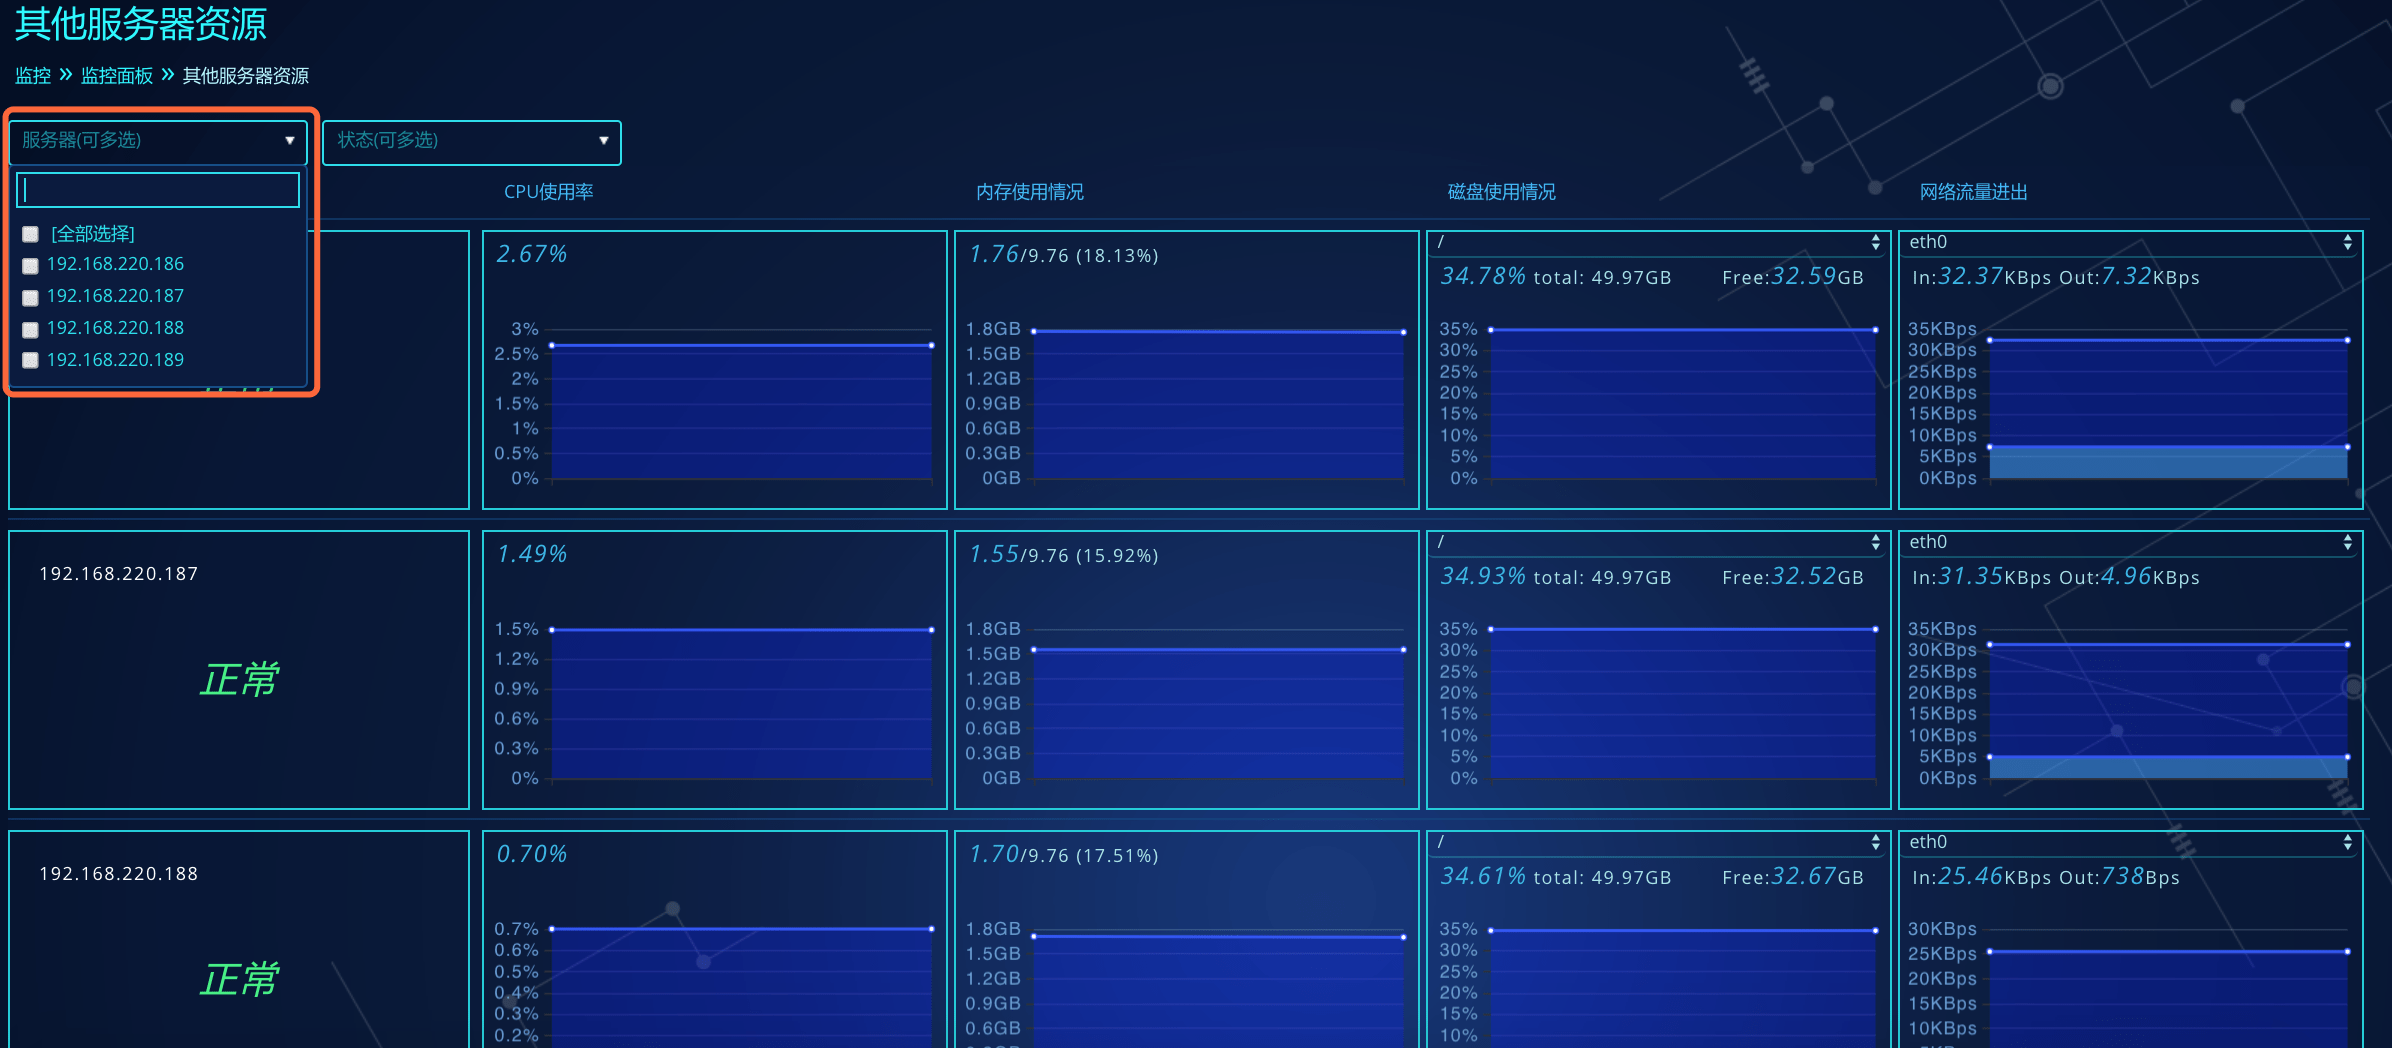 其他服务器资源
监控 » 监控面板 » 其他服务器资源
服务器(可多选) ▼ 状态(可多选) ▼
[全部选择]
192.168.220.186
192.168.220.187
192.168.220.188
192.168.220.189
CPU使用率 内存使用情况 磁盘使用情况 网络流量进出
2.67%
3%
2.5%
2%
1.5%
1%
0.5%
0%
1.76/9.76 (18.13%)
1.8GB
1.5GB
1.2GB
0.9GB
0.6GB
0.3GB
0GB
/
34.78% total: 49.97GB Free:32.59GB
35%
30%
25%
20%
15%
10%
5%
0%
eth0
In:32.37KBps Out:7.32KBps
35KBps
30KBps
25KBps
20KBps
15KBps
10KBps
5KBps
0KBps
192.168.220.187
正常
1.49%
1.5%
1.2%
0.9%
0.6%
0.3%
0%
1.55/9.76 (15.92%)
1.8GB
1.5GB
1.2GB
0.9GB
0.6GB
0.3GB
0GB
/
34.93% total: 49.97GB Free:32.52GB
35%
30%
25%
20%
15%
10%
5%
0%
eth0
In:31.35KBps Out:4.96KBps
35KBps
30KBps
25KBps
20KBps
15KBps
10KBps
5KBps
0KBps
192.168.220.188
正常
0.70%
0.7%
0.6%
0.5%
0.4%
0.3%
0.2%
1.70/9.76 (17.51%)
1.8GB
1.5GB
1.2GB
0.9GB
0.6GB
/
34.61% total: 49.97GB Free:32.67GB
35%
30%
25%
20%
15%
10%
eth0
In:25.46KBps Out:738Bps
30KBps
25KBps
20KBps
15KBps
10KBps